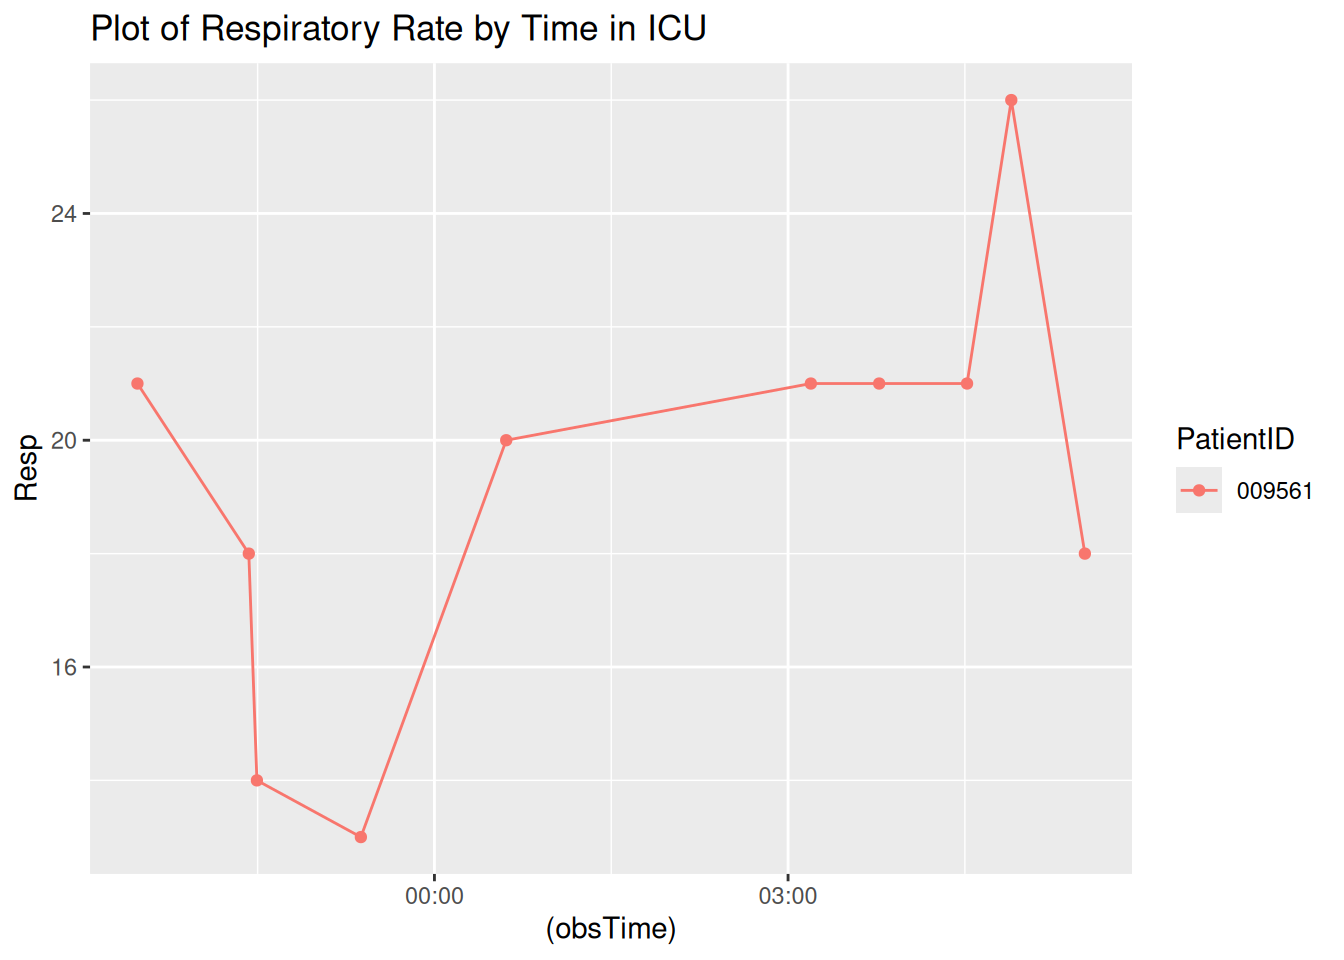 Plot of Respiratory Rate by Time in ICU
24
20
16
Resp
00:00
03:00
(obsTime)
PatientID
009561